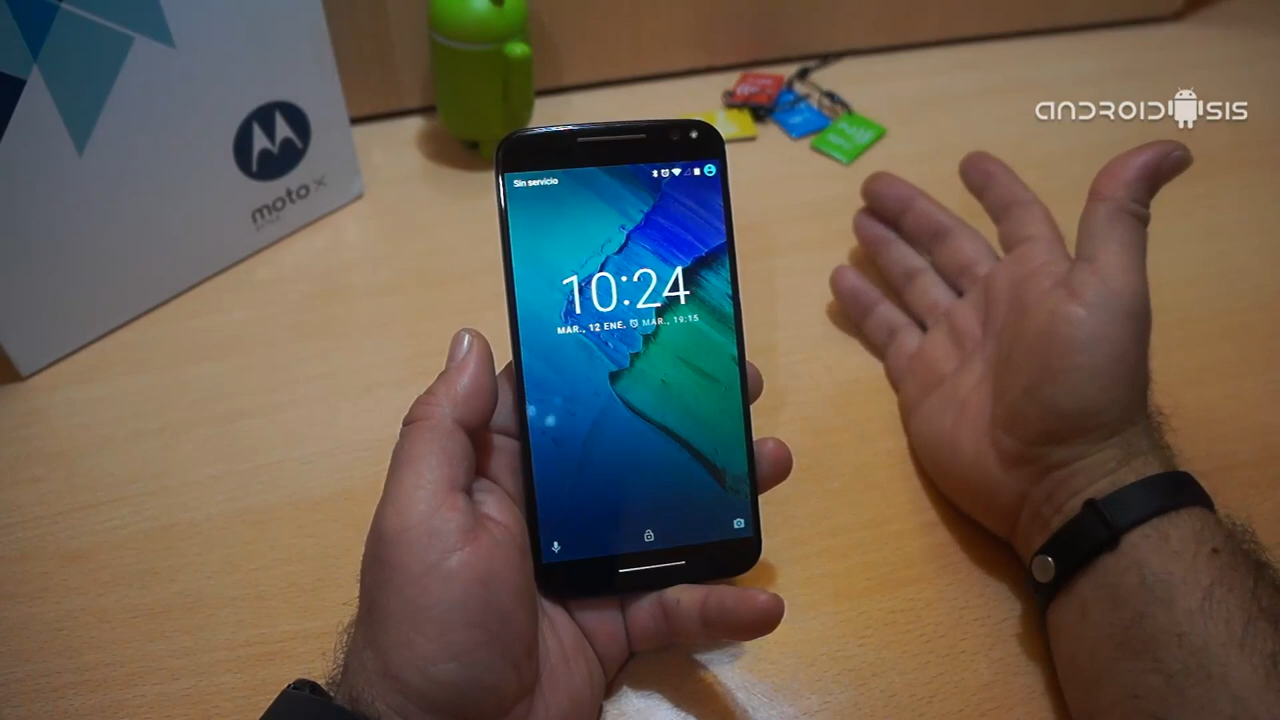 ANDROIDSIS
moto x
Sin servicio
10:24
MAR., 12 ENE. MAR., 19:15